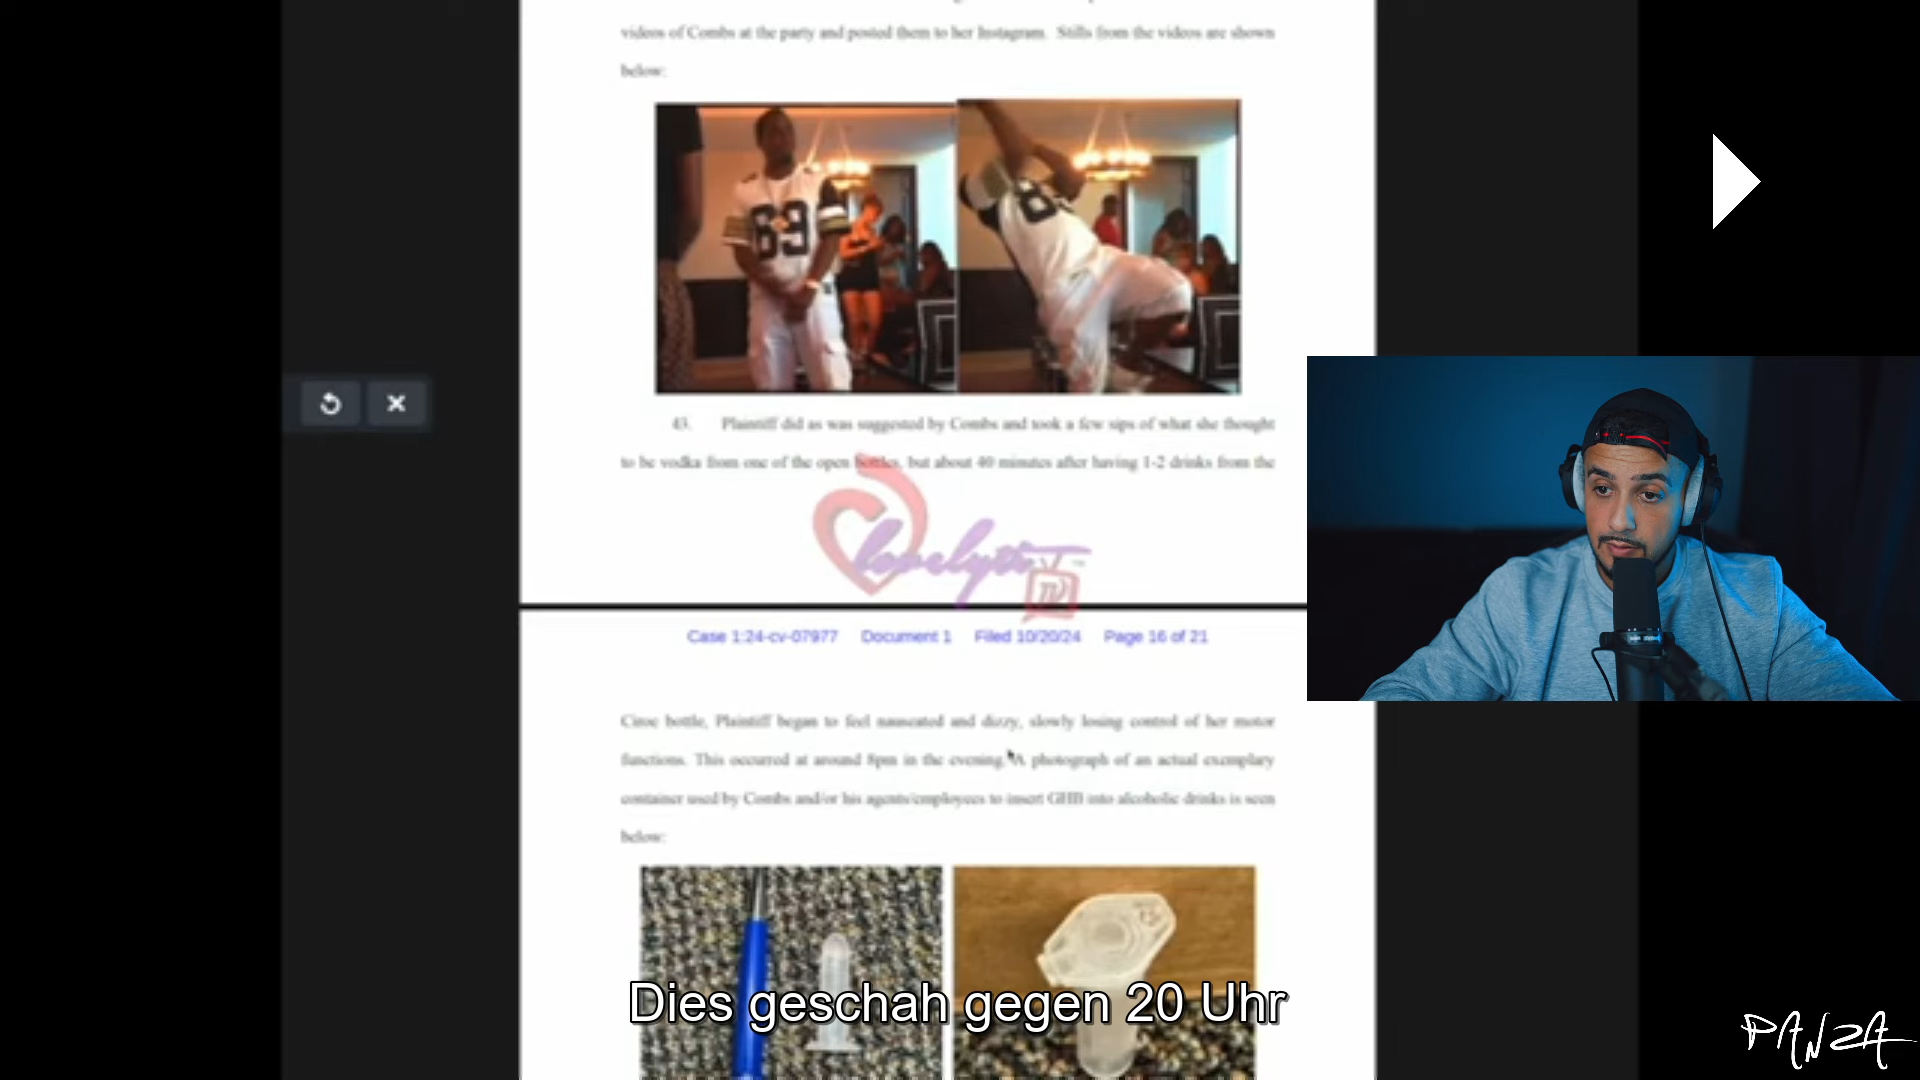 videos of Combs at the party and posted them to her Instagram. Stills from the videos are shown
below:
69
8
43. Plaintiff did as was suggested by Combs and took a few sips of what she thought
to be vodka from one of the open bottles, but about 40 minutes after having 1-2 drinks from the
lovelyti
TV
Case 1:24-cv-07977 Document 1 Filed 10/20/24 Page 16 of 21
Ciroc bottle, Plaintiff began to feel nauseated and dizzy, slowly losing control of her motor
functions. This occurred at around 8pm in the evening. A photograph of an actual exemplary
container used by Combs and/or his agents/employees to insert GHB into alcoholic drinks is seen
below:
Dies geschah gegen 20 Uhr
PANZA